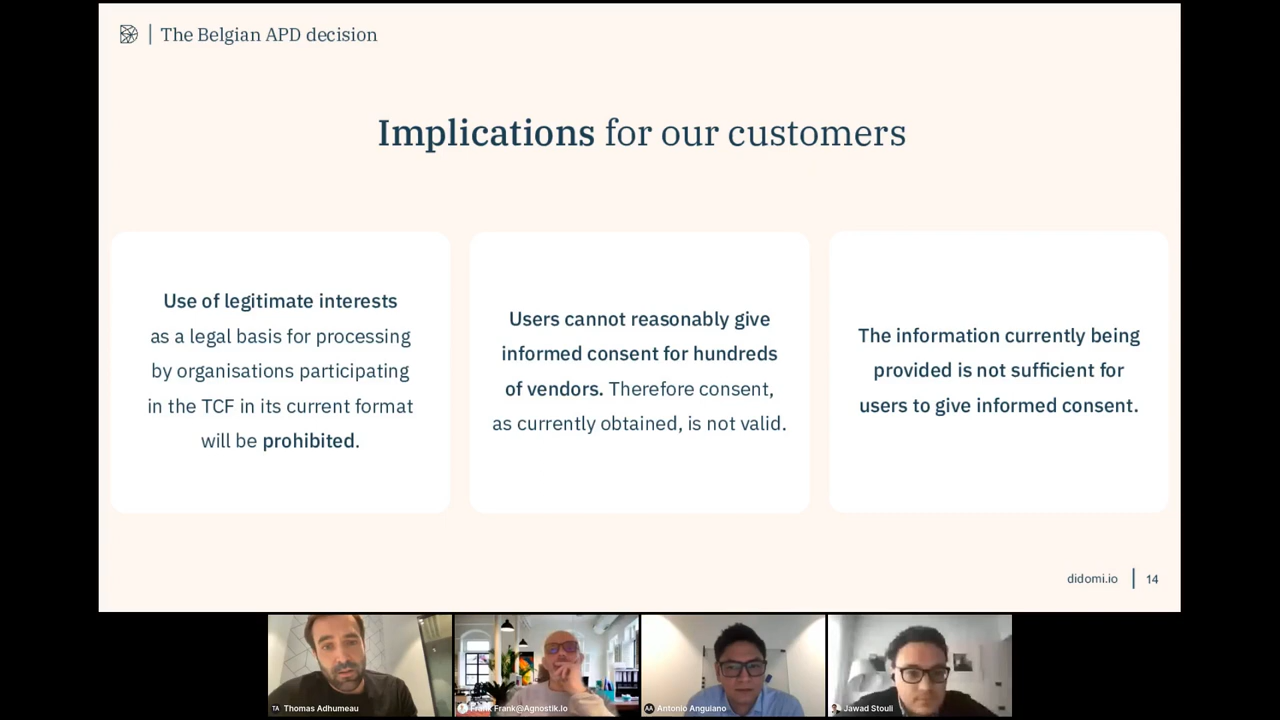 The Belgian APD decision
Implications for our customers
Use of legitimate interests
as a legal basis for processing
by organisations participating
in the TCF in its current format
will be prohibited.
Users cannot reasonably give
informed consent for hundreds
of vendors. Therefore consent,
as currently obtained, is not valid.
The information currently being
provided is not sufficient for
users to give informed consent.
didomi.io
14
TA Thomas Adhumeau
Frank Frank@Agnostik.Io
AA Antonio Anguiano
Jawad Stouli